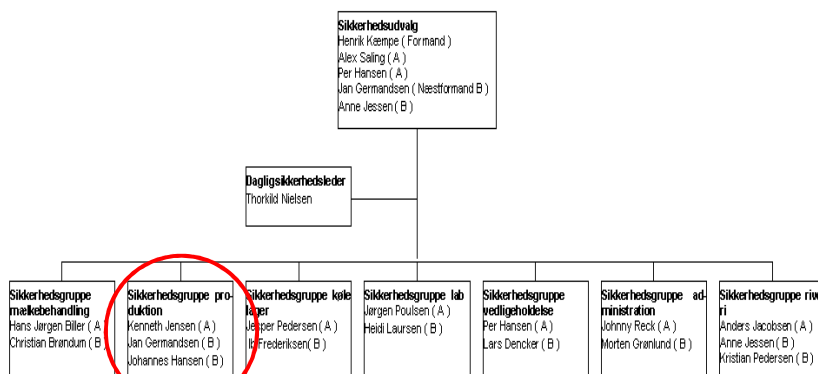 Sikkerhedsudvalg
Henrik Kæmpe ( Formand )
Alex Saling ( A )
Per Hansen ( A )
Jan Germandsen ( Næstformand B )
Anne Jessen ( B )
Dagligsikkerhedsleder
Thorkild Nielsen
Sikkerhedsgruppe
mælkebehandling
Hans Jørgen Biller ( A
Christian Brøndum ( B )
Sikkerhedsgruppe pro-
duktion
Kenneth Jensen ( A )
Jan Germandsen ( B )
Johannes Hansen ( B )
Sikkerhedsgruppe køle
lager
Jesper Pedersen ( A )
Ib Frederiksen ( B )
Sikkerhedsgruppe lab
Jørgen Poulsen ( A )
Heidi Laursen ( B )
Sikkerhedsgruppe
vedligeholdelse
Per Hansen ( A )
Lars Dencker ( B )
Sikkerhedsgruppe ad-
ministration
Johnny Reck ( A )
Morten Grønlund ( B )
Sikkerhedsgruppe rive
ri
Anders Jacobsen ( A )
Anne Jessen ( B )
Kristian Pedersen ( B )